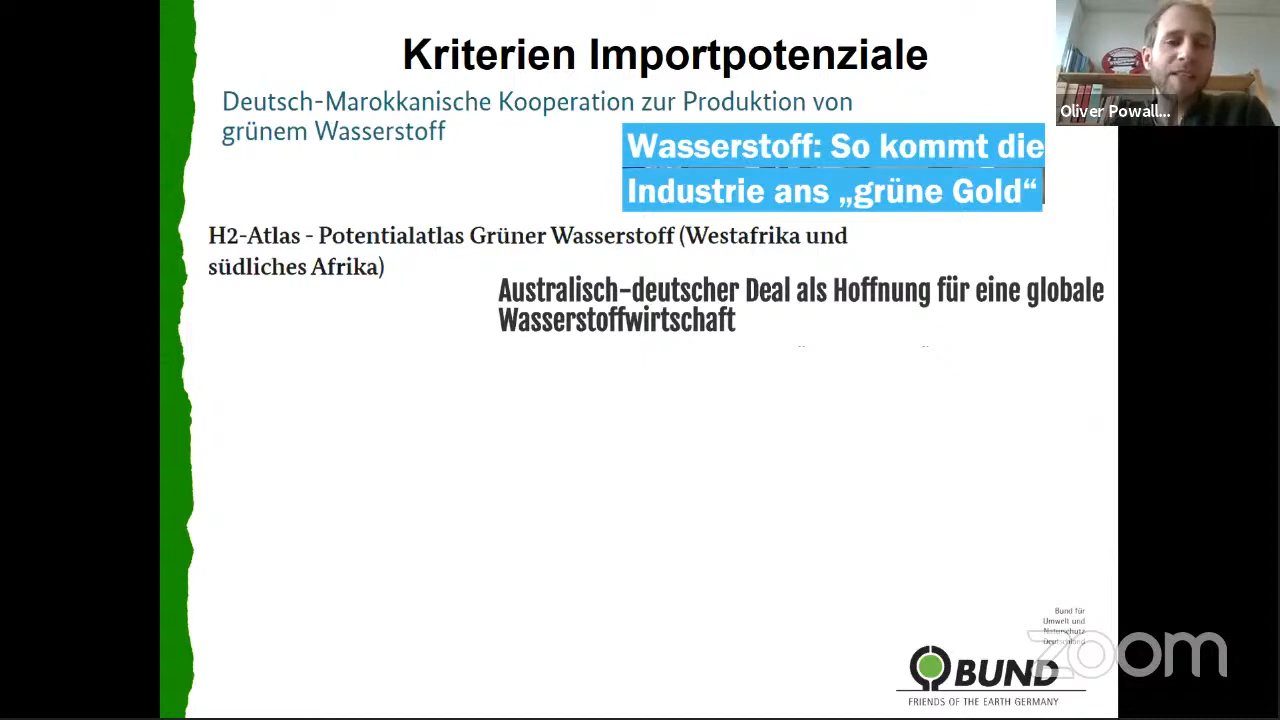 Kriterien Importpotenziale
Oliver Powall...
Deutsch-Marokkanische Kooperation zur Produktion von
grünem Wasserstoff
Wasserstoff: So kommt die
Industrie ans „grüne Gold“
H2-Atlas - Potentialatlas Grüner Wasserstoff (Westafrika und
südliches Afrika)
Australisch-deutscher Deal als Hoffnung für eine globale
Wasserstoffwirtschaft
Bund für
Umwelt und
Naturschutz
Deutschland
zoom
BUND
FRIENDS OF THE EARTH GERMANY